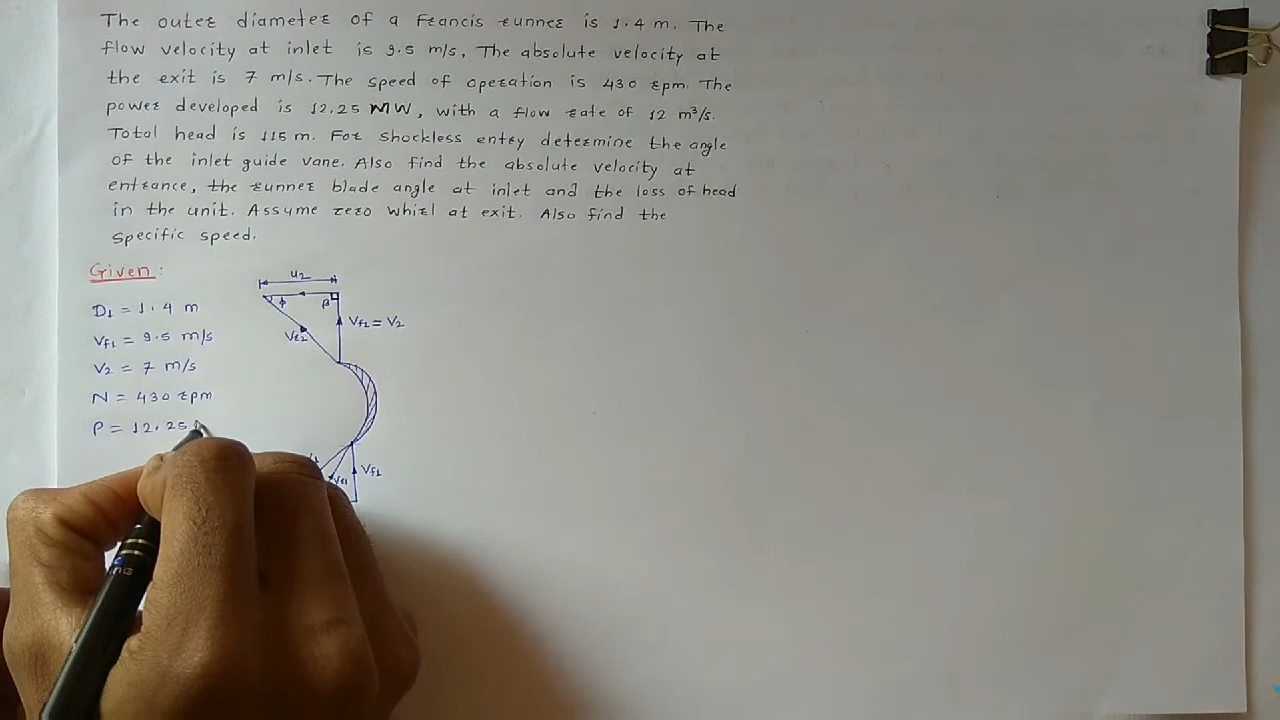 The outer diameter of a Francis runner is 1.4 m. The
flow velocity at inlet is 9.5 m/s. The absolute velocity at
the exit is 7 m/s. The speed of operation is 430 rpm. The
power developed is 12.25 MW, with a flow rate of 12 m³/s.
Total head is 115 m. For shockless entry determine the angle
of the inlet guide vane. Also find the absolute velocity at
entrance, the runner blade angle at inlet and the loss of head
in the unit. Assume zero whirl at exit. Also find the
specific speed.
Given:
D1 = 1.4 m
Vf1 = 9.5 m/s
V2 = 7 m/s
N = 430 rpm
P = 12.25
u2
ϕ
β
Vr2
Vf2 = V2
Vr1
Vf1